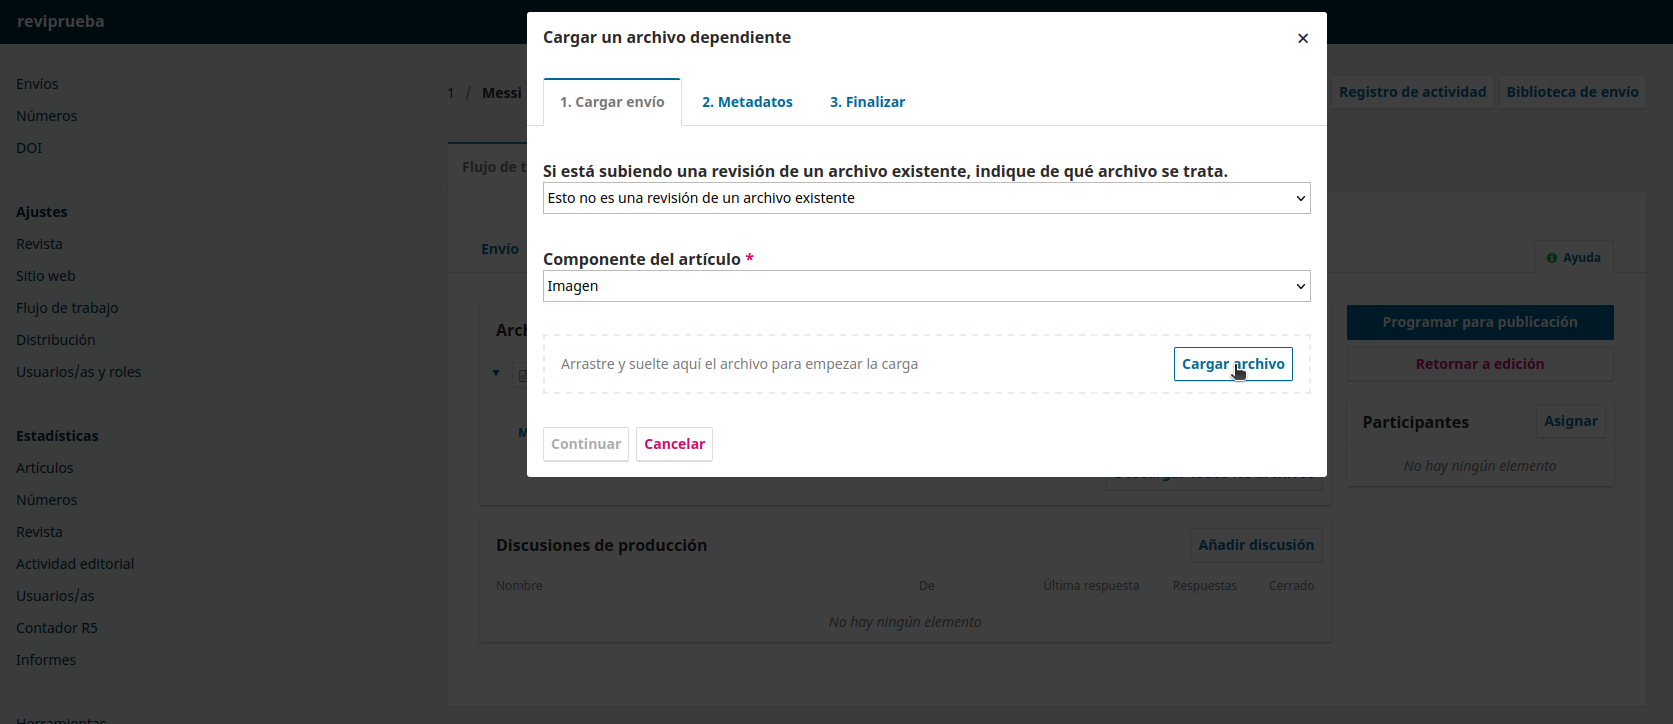 reviprueba
Envíos
Números
DOI
Ajustes
Revista
Sitio web
Flujo de trabajo
Distribución
Usuarios/as y roles
Estadísticas
Artículos
Números
Revista
Actividad editorial
Usuarios/as
Contador R5
Informes
Herramientas
1 / Messi
Registro de actividad
Biblioteca de envío
Flujo de t
Envío
Ayuda
Arch
Programar para publicación
Retornar a edición
Participantes
Asignar
No hay ningún elemento
Discusiones de producción
Añadir discusión
Nombre De Última respuesta Respuestas Cerrado
No hay ningún elemento
Cargar un archivo dependiente
1. Cargar envío 2. Metadatos 3. Finalizar
Si está subiendo una revisión de un archivo existente, indique de qué archivo se trata.
Esto no es una revisión de un archivo existente
Componente del artículo *
Imagen
Arrastre y suelte aquí el archivo para empezar la carga
Cargar archivo
Continuar Cancelar